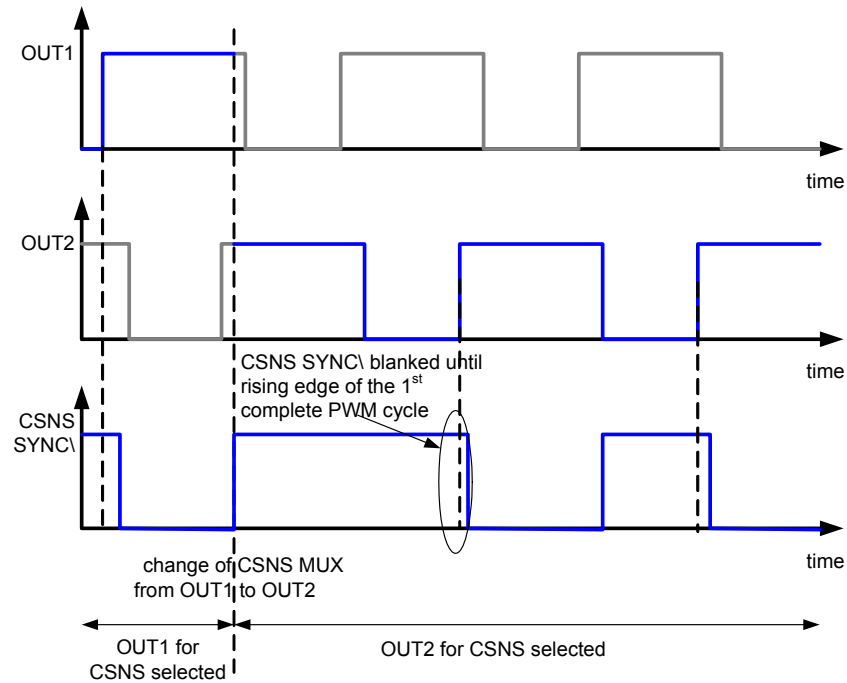 OUT1
time
OUT2
time
CSNS SYNC\ blanked until
rising edge of the 1st
complete PWM cycle
CSNS
SYNC\
time
change of CSNS MUX
from OUT1 to OUT2
OUT1 for
CSNS selected
OUT2 for CSNS selected